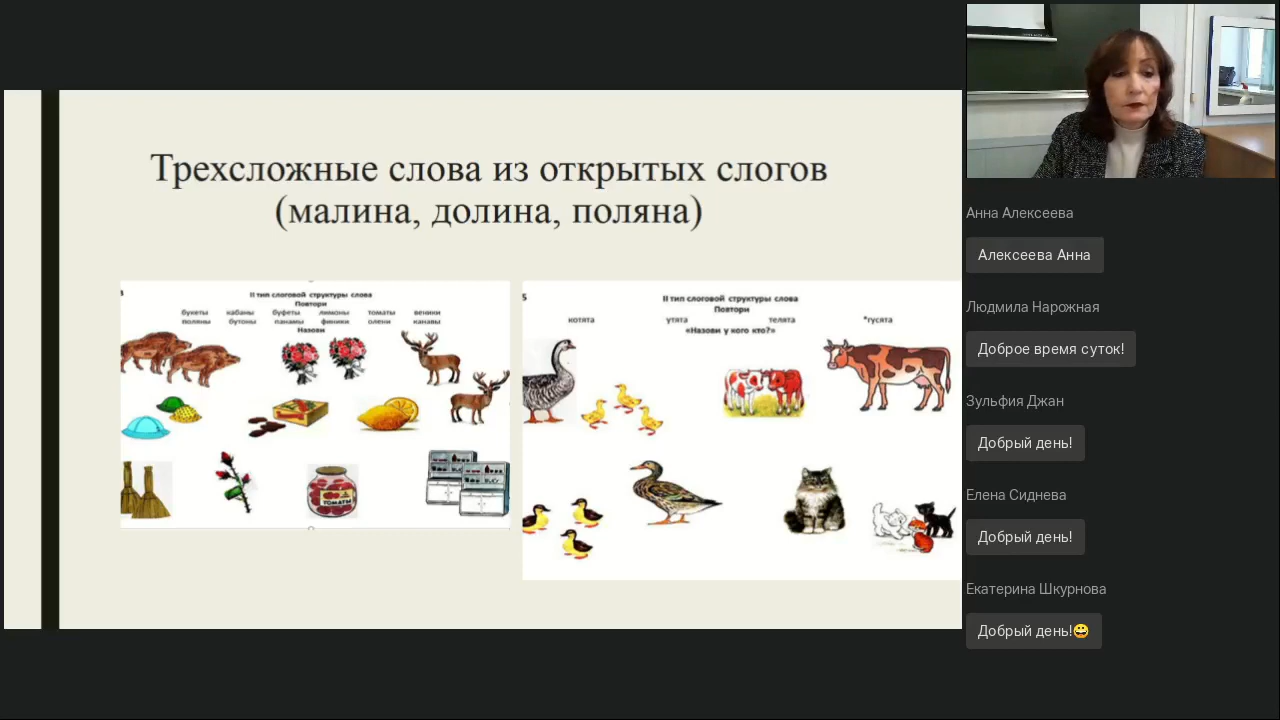 Трехсложные слова из открытых слогов
(малина, долина, поляна)
II тип слоговой структуры слова
Повтори
букеты кабаны буфеты лимоны томаты веники
поляны бутоны панамы финики олени канавы
Назови
ТОМАТЫ
5
II тип слоговой структуры слова
Повтори
котята утята телята *гусята
«Назови у кого кто?»
Анна Алексеева
Алексеева Анна
Людмила Нарожная
Доброе время суток!
Зульфия Джан
Добрый день!
Елена Сиднева
Добрый день!
Екатерина Шкурнова
Добрый день!😀